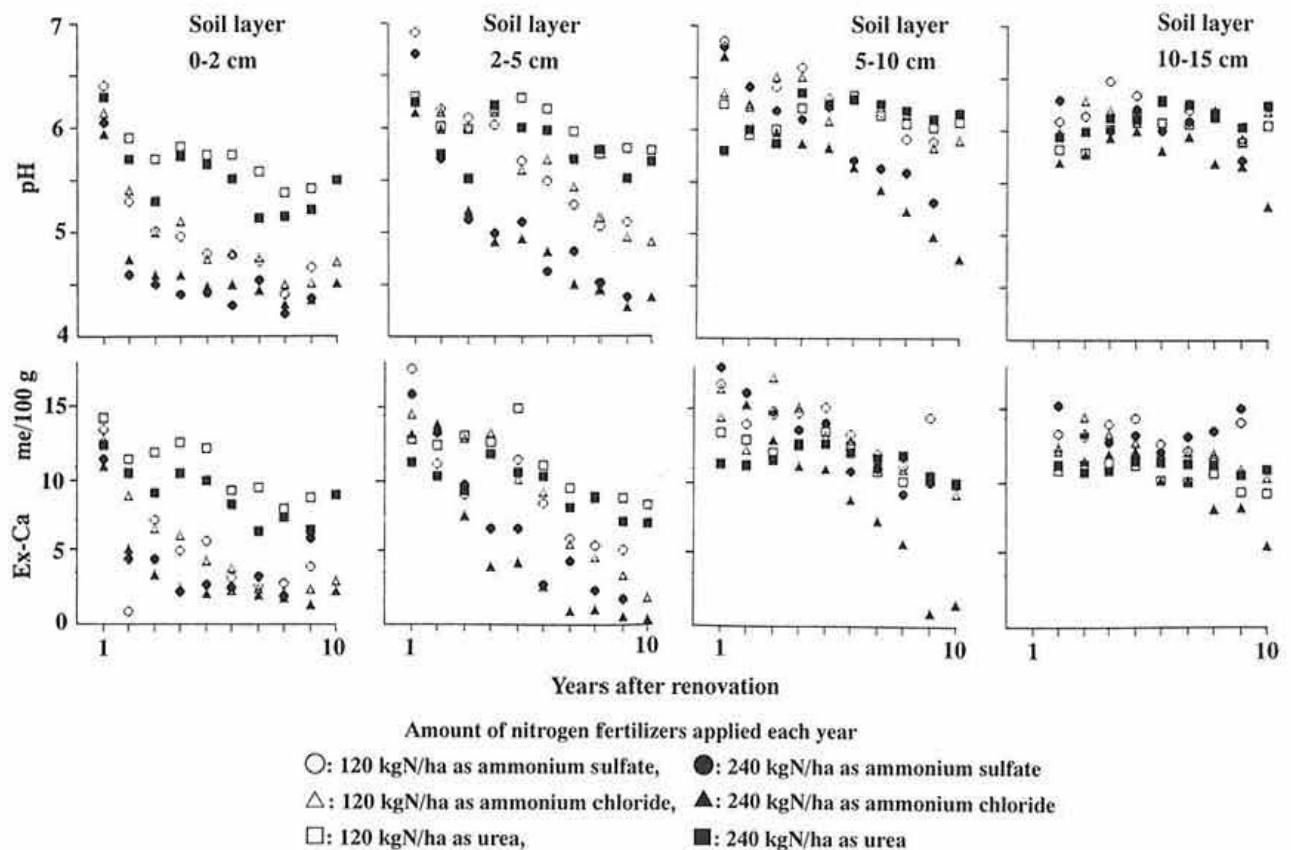 Soil layer
0-2 cm
Soil layer
2-5 cm
Soil layer
5-10 cm
Soil layer
10-15 cm
7
6
5
4
pH
15
10
5
0
Ex-Ca me/100 g
1 10
1 10
1 10
1 10
Years after renovation
Amount of nitrogen fertilizers applied each year
○: 120 kgN/ha as ammonium sulfate, ●: 240 kgN/ha as ammonium sulfate
△: 120 kgN/ha as ammonium chloride, ▲: 240 kgN/ha as ammonium chloride
□: 120 kgN/ha as urea, ■: 240 kgN/ha as urea